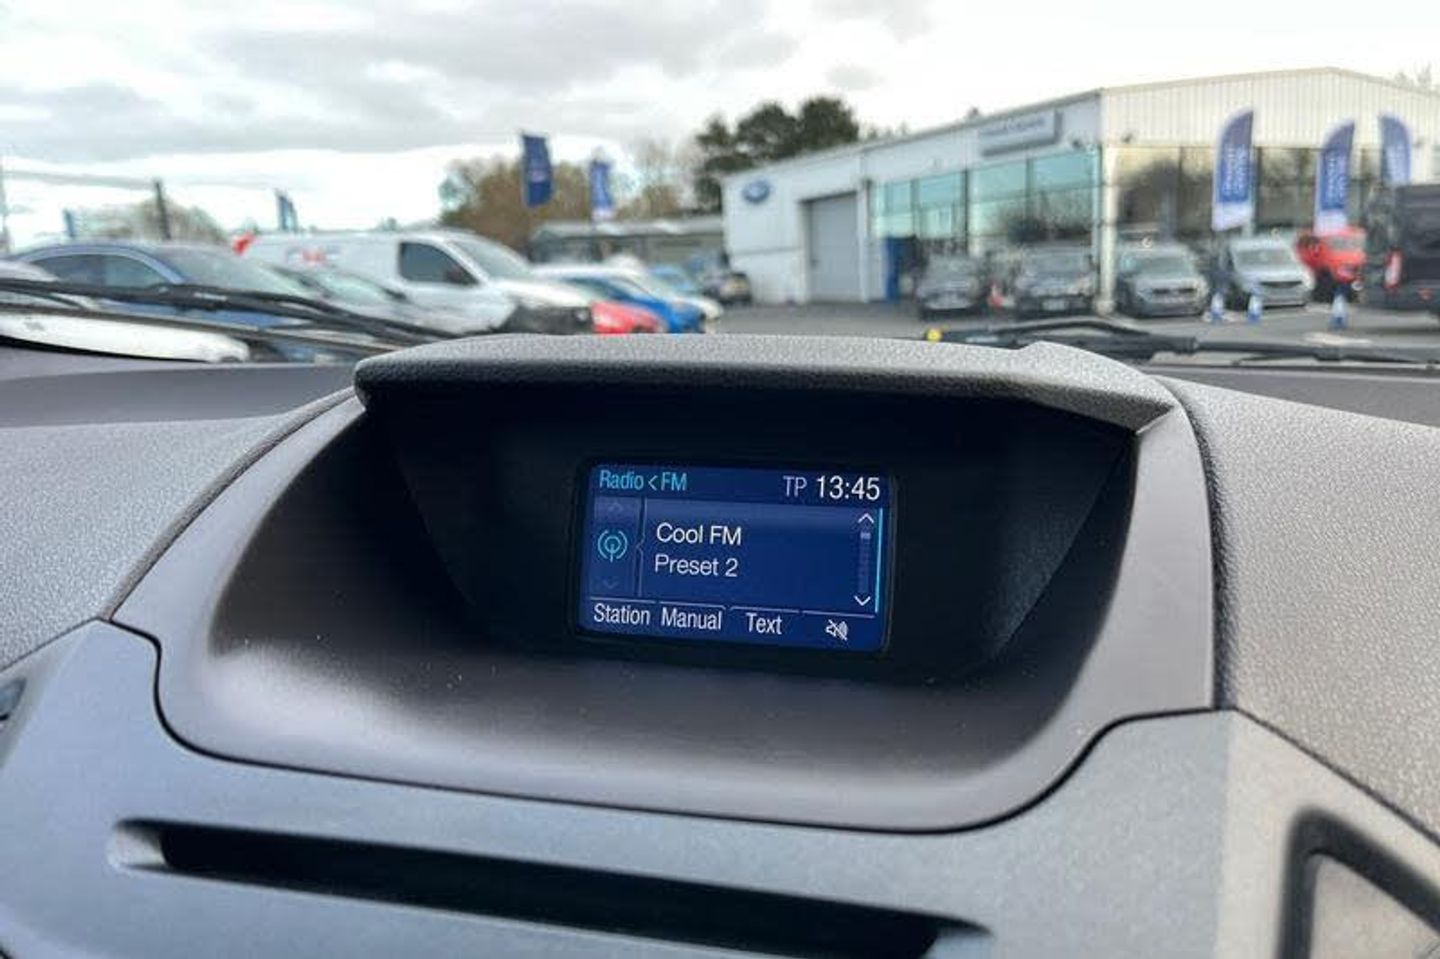 Radio < FM TP 13:45
Cool FM
Preset 2
Station Manual Text